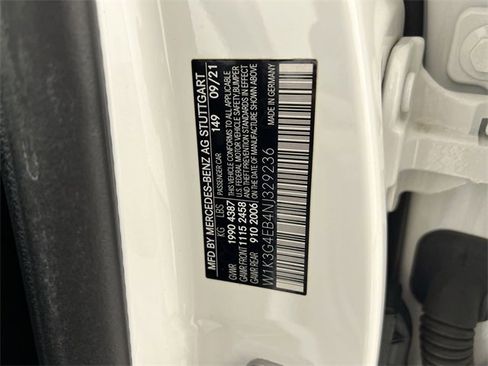 MFD BY MERCEDES-BENZ AG STUTTGART
PASSENGER CAR 149 09/21
KG LBS THIS VEHICLE CONFORMS TO ALL APPLICABLE
GVWR 1990 4387 U.S. FEDERAL MOTOR VEHICLE SAFETY, BUMPER
GAWR FRONT 1115 2458 AND THEFT PREVENTION STANDARDS IN
GAWR REAR 910 2006 EFFECT ON THE DATE OF MANUFACTURE SHOWN ABOVE
MADE IN GERMANY
W1K3G4EB4NJ329236